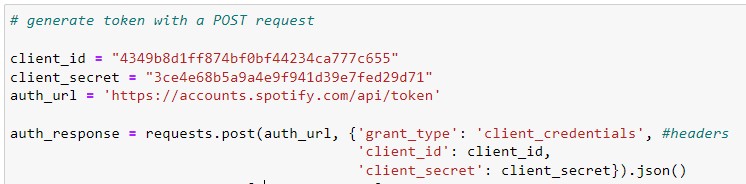 # generate token with a POST request
client_id = "4349b8d1ff874bf0bf44234ca777c655"
client_secret = "3ce4e68b5a9a4e9f941d39e7fed29d71"
auth_url = 'https://accounts.spotify.com/api/token'
auth_response = requests.post(auth_url, {'grant_type': 'client_credentials', #headers
'client_id': client_id,
'client_secret': client_secret}).json()